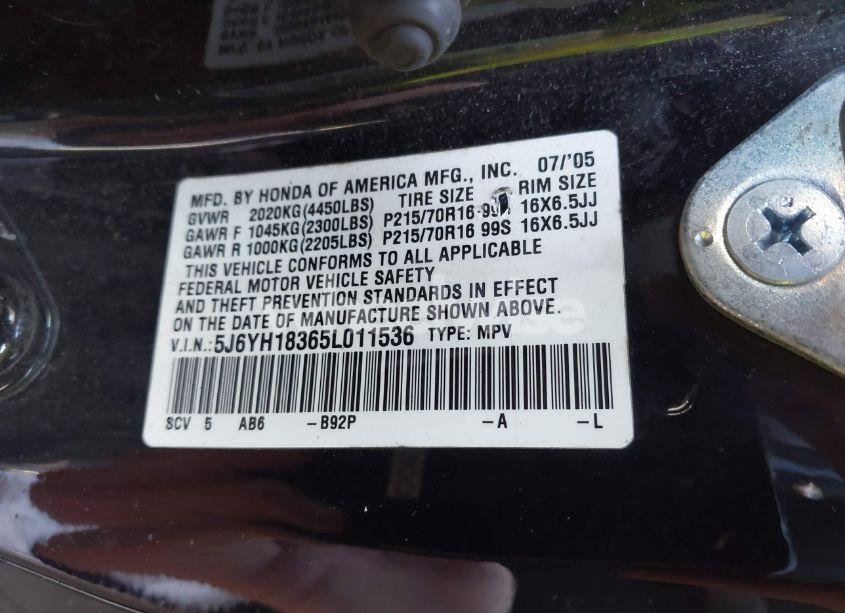 MFD. BY HONDA OF AMERICA MFG., INC. 07/'05
GVWR 2020KG(4450LBS) TIRE SIZE RIM SIZE
GAWR F 1045KG(2300LBS) P215/70R16 16X6.5JJ
GAWR R 1000KG(2205LBS) P215/70R16 99S 16X6.5JJ
THIS VEHICLE CONFORMS TO ALL APPLICABLE
FEDERAL MOTOR VEHICLE SAFETY
AND THEFT PREVENTION STANDARDS IN EFFECT
ON THE DATE OF MANUFACTURE SHOWN ABOVE.
V.I.N.: 5J6YH18365L011536 TYPE: MPV
SCV 5 AB6 -B92P -A -L